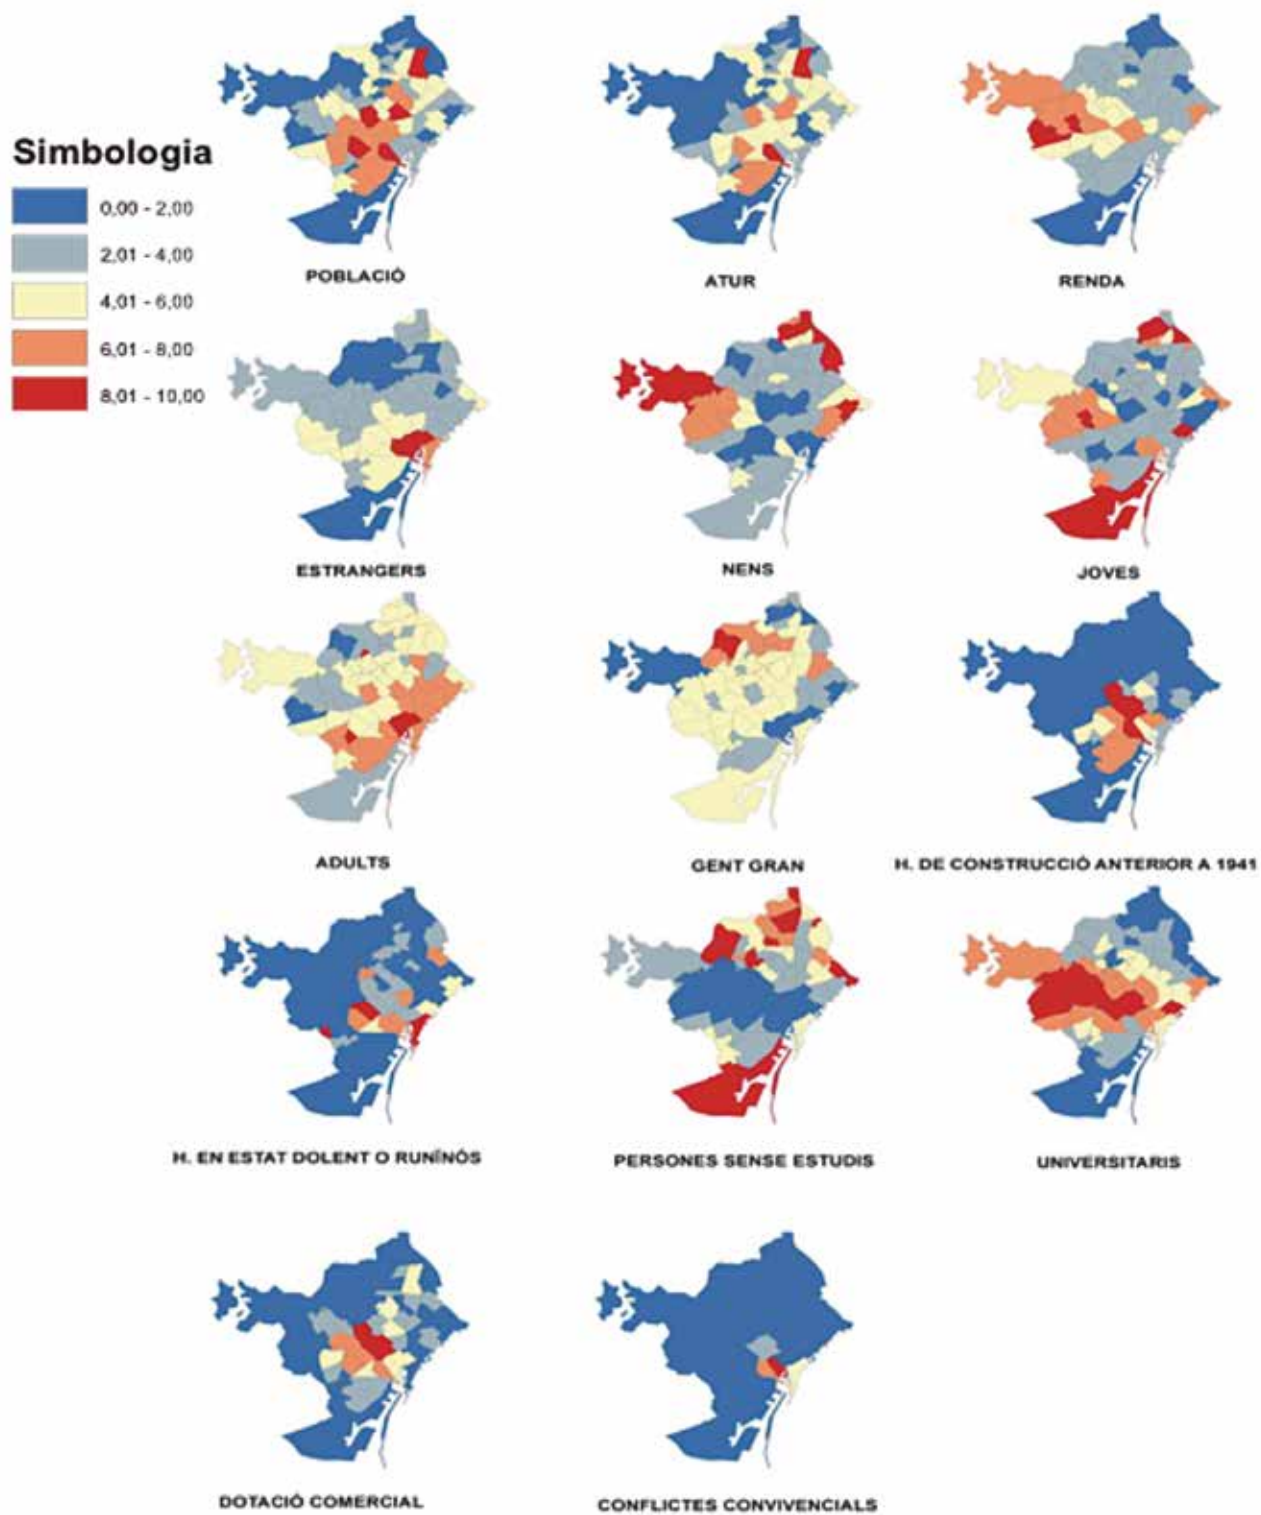 Simbologia
0,00 - 2,00
2,01 - 4,00
4,01 - 6,00
6,01 - 8,00
8,01 - 10,00
POBLACIÓ
ATUR
RENDA
ESTRANGERS
NENS
JOVES
ADULTS
GENT GRAN
H. DE CONSTRUCCIÓ ANTERIOR A 1941
H. EN ESTAT DOLENT O RUNÏNÓS
PERSONES SENSE ESTUDIS
UNIVERSITARIS
DOTACIÓ COMERCIAL
CONFLICTES CONVIVENCIALS